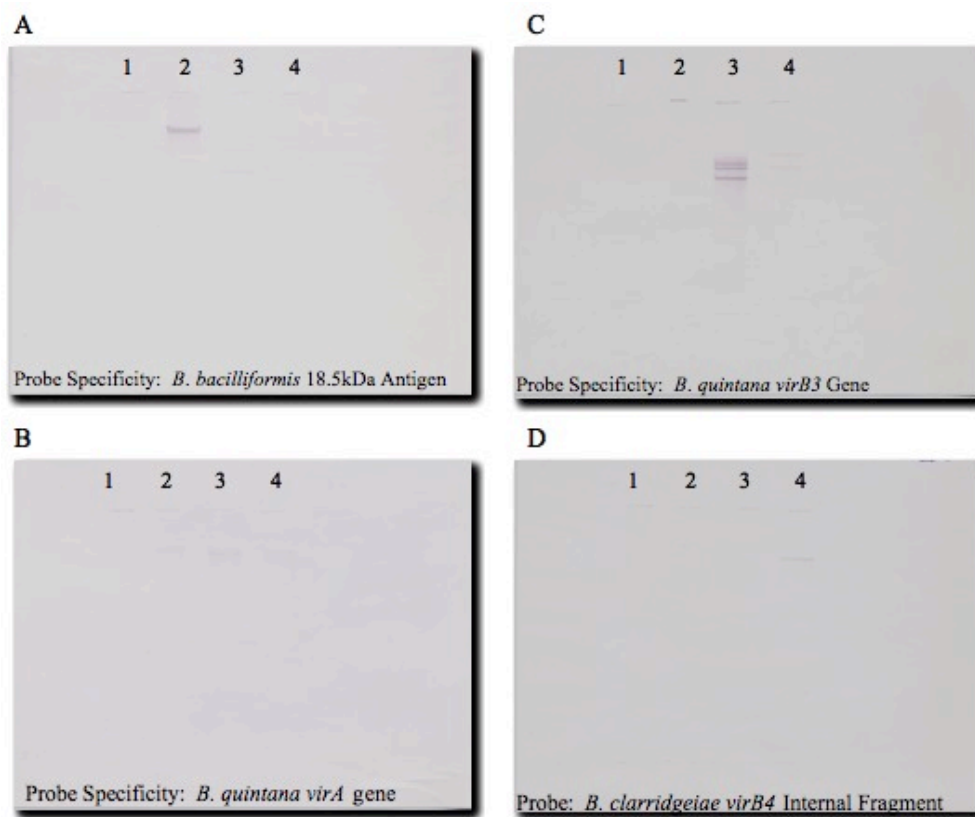 A
1 2 3 4
Probe Specificity: B. bacilliformis 18.5kDa Antigen
B
1 2 3 4
Probe Specificity: B. quintana virA gene
C
1 2 3 4
Probe Specificity: B. quintana virB3 Gene
D
1 2 3 4
Probe: B. clarridgeiae virB4 Internal Fragment